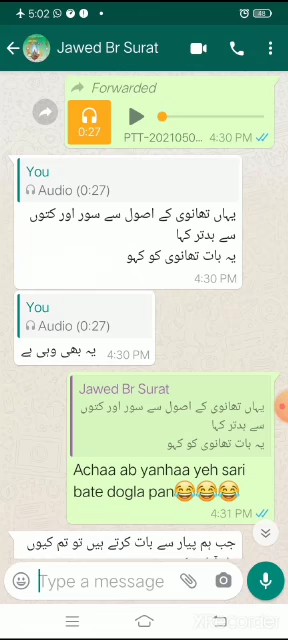 5:02
Jawed Br Surat
Forwarded
0:27
PTT-2021050... 4:30 PM
You
Audio (0:27)
یہاں تھانوی کے اصول سے سور اور کتوں
سے بدتر کہا
یہ بات تھانوی کو کہو
4:30 PM
You
Audio (0:27)
یہ بھی وہی ہے 4:30 PM
Jawed Br Surat
یہاں تھانوی کے اصول سے سور اور کتوں
سے بدتر کہا
یہ بات تھانوی کو کہو
Achaa ab yanhaa yeh sari
bate dogla pan😂😂😂
4:31 PM
جب ہم پیار سے بات کرتے ہیں تو تم کیوں
Type a message